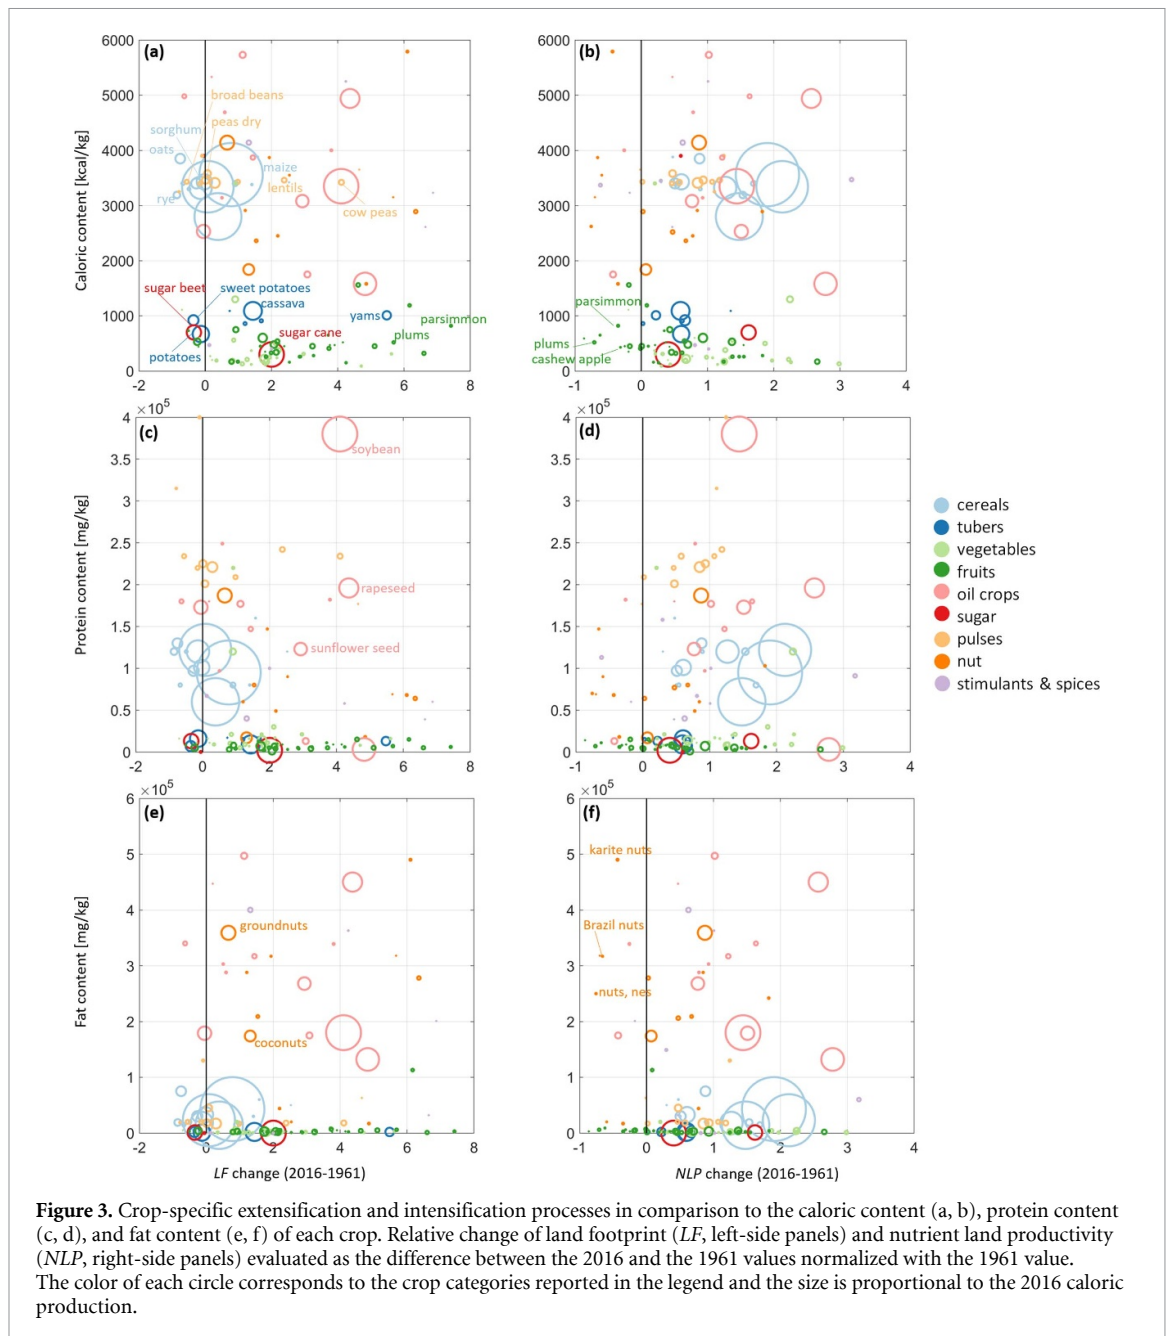 (a)
6000
5000
4000
3000
2000
1000
0
-2
0
2
4
6
8
Caloric content [kcal/kg]
broad beans
peas dry
sorghum
oats
maize
lentils
rye
cow peas
sugar beet
sweet potatoes
cassava
yams
parsimmon
sugar cane
plums
potatoes
(b)
6000
5000
4000
3000
2000
1000
0
-1
0
1
2
3
4
parsimmon
plums
cashew apple
(c)
×10⁵
4
3.5
3
2.5
2
1.5
1
0.5
0
-2
0
2
4
6
8
Protein content [mg/kg]
soybean
rapeseed
sunflower seed
(d)
×10⁵
4
3.5
3
2.5
2
1.5
1
0.5
0
-1
0
1
2
3
4
cereals
tubers
vegetables
fruits
oil crops
sugar
pulses
nut
stimulants & spices
(e)
×10⁵
6
5
4
3
2
1
0
-2
0
2
4
6
8
Fat content [mg/kg]
groundnuts
coconuts
LF change (2016-1961)
(f)
×10⁵
6
5
4
3
2
1
0
-1
0
1
2
3
4
karite nuts
Brazil nuts
nuts, nes
NLP change (2016-1961)
Figure 3. Crop-specific extensification and intensification processes in comparison to the caloric content (a, b), protein content
(c, d), and fat content (e, f) of each crop. Relative change of land footprint (LF, left-side panels) and nutrient land productivity
(NLP, right-side panels) evaluated as the difference between the 2016 and the 1961 values normalized with the 1961 value.
The color of each circle corresponds to the crop categories reported in the legend and the size is proportional to the 2016 caloric
production.